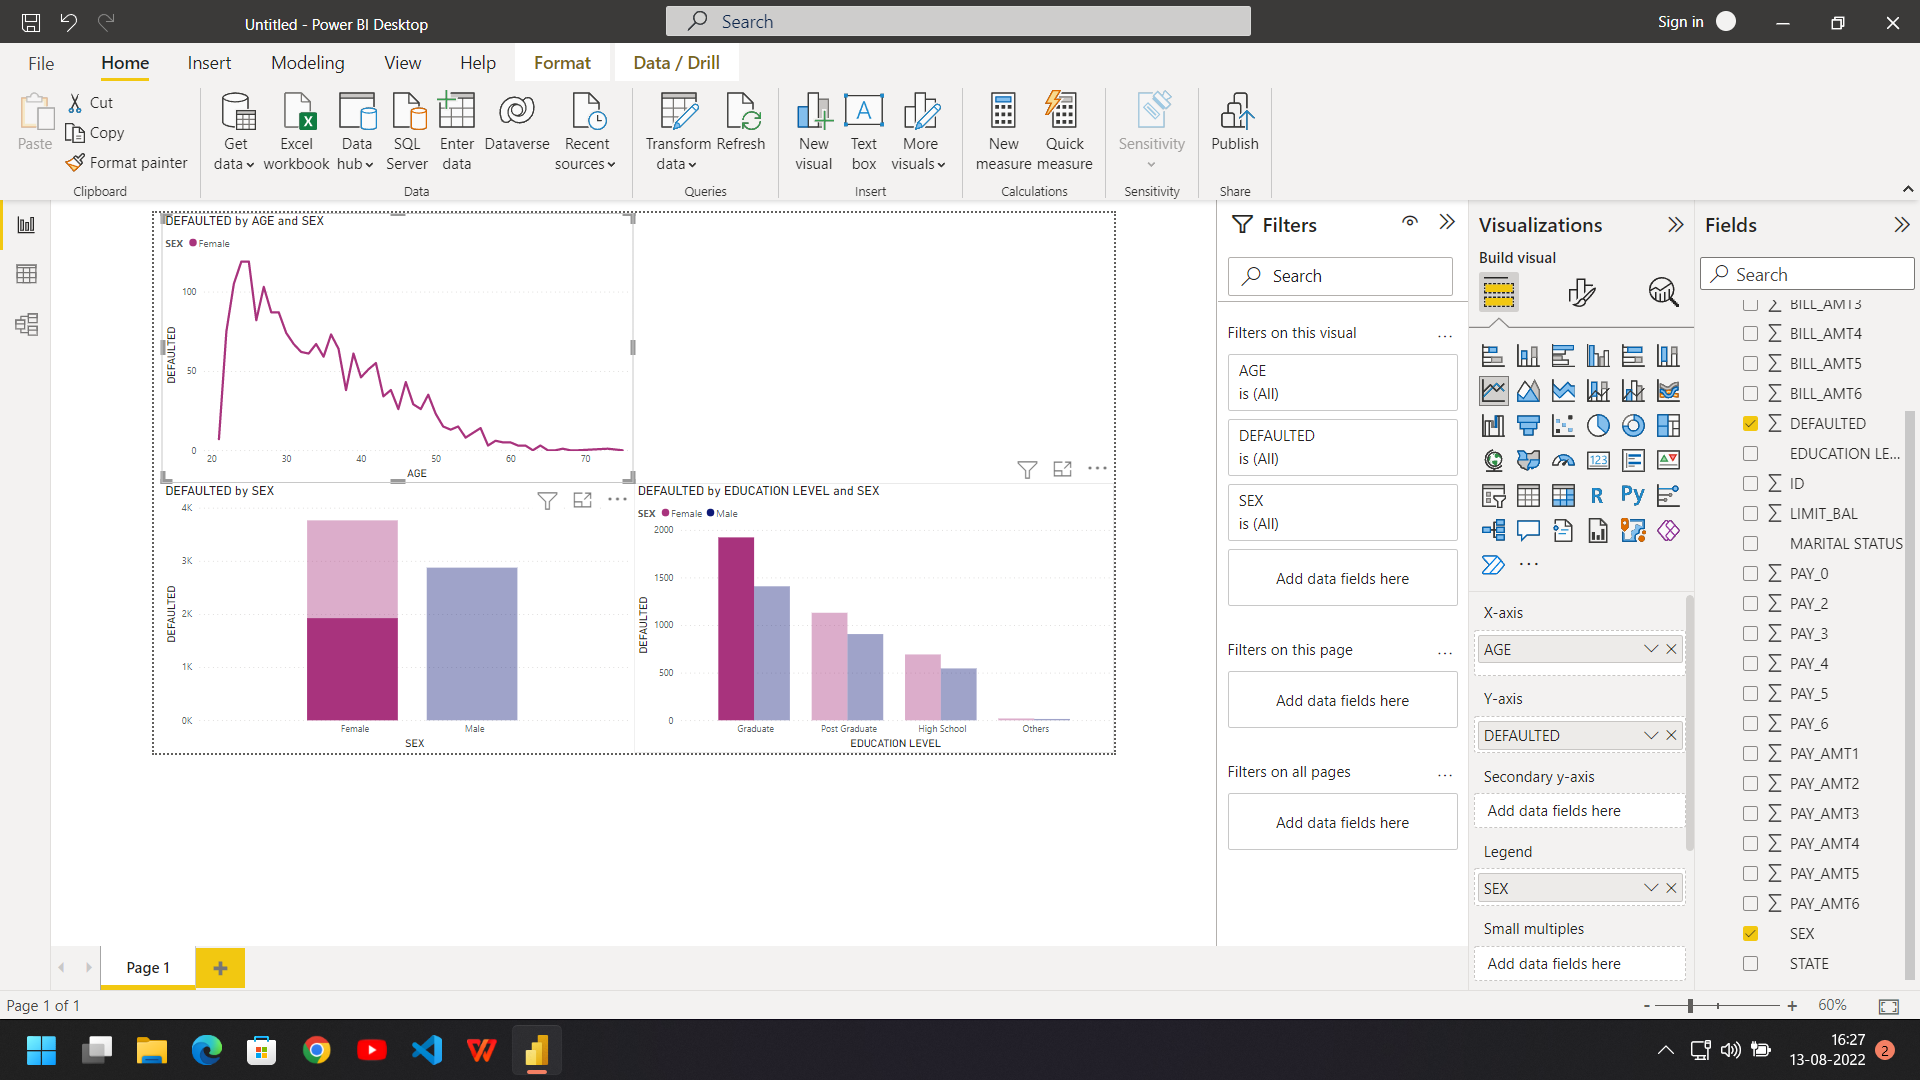 Untitled - Power BI Desktop
Search
Sign in
File
Home
Insert
Modeling
View
Help
Format
Data / Drill
Paste
Cut
Copy
Format painter
Clipboard
Get data
Excel workbook
Data hub
SQL Server
Enter data
Dataverse
Recent sources
Data
Transform data
Refresh
Queries
New visual
A
Text box
More visuals
Insert
New measure
Quick measure
Calculations
Sensitivity
Sensitivity
Publish
Share
DEFAULTED by AGE and SEX
SEX Female
100
50
0
DEFAULTED
20 30 40 50 60 70
AGE
DEFAULTED by SEX
4K
3K
2K
1K
0K
DEFAULTED
Female Male
SEX
DEFAULTED by EDUCATION LEVEL and SEX
SEX Female Male
2000
1500
1000
500
0
DEFAULTED
Graduate Post Graduate High School Others
EDUCATION LEVEL
Filters
Search
Filters on this visual ...
AGE
is (All)
DEFAULTED
is (All)
SEX
is (All)
Add data fields here
Filters on this page ...
Add data fields here
Filters on all pages ...
Add data fields here
Visualizations
Build visual
123
R
Py
...
X-axis
AGE
Y-axis
DEFAULTED
Secondary y-axis
Add data fields here
Legend
SEX
Small multiples
Add data fields here
Fields
Search
BILL_AMT3
BILL_AMT4
BILL_AMT5
BILL_AMT6
DEFAULTED
EDUCATION LE...
ID
LIMIT_BAL
MARITAL STATUS
PAY_0
PAY_2
PAY_3
PAY_4
PAY_5
PAY_6
PAY_AMT1
PAY_AMT2
PAY_AMT3
PAY_AMT4
PAY_AMT5
PAY_AMT6
SEX
STATE
Page 1
Page 1 of 1
- + 60%
16:27
13-08-2022
2